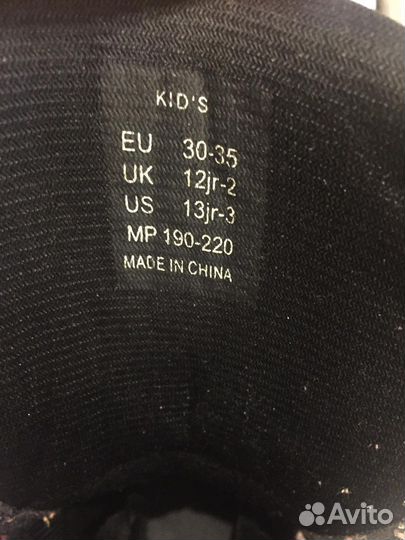 KID'S
EU 30-35
UK 12jr-2
US 13jr-3
MP 190-220
MADE IN CHINA
Avito